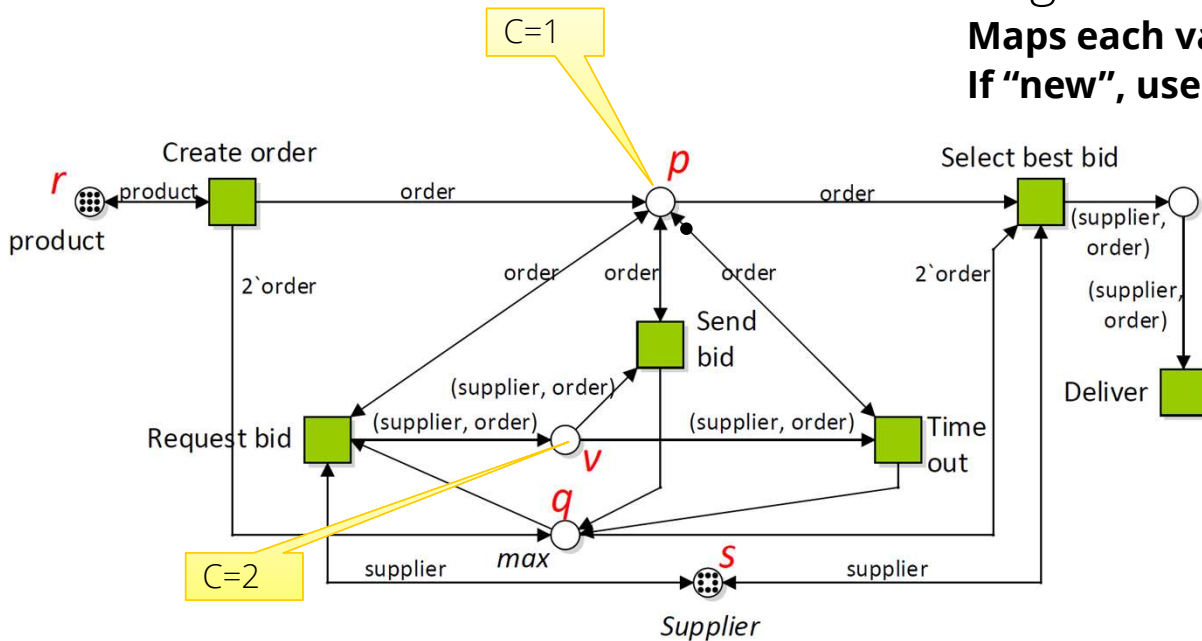 C=1
Maps each va
If “new”, use
Create order
p
Select best bid
r
product
order
order
product
(supplier,
order)
2`order
order
order
order
2`order
(supplier,
order)
Send
bid
(supplier, order)
Deliver
Request bid
(supplier, order)
(supplier, order)
Time
out
v
q
max
s
C=2
supplier
supplier
Supplier